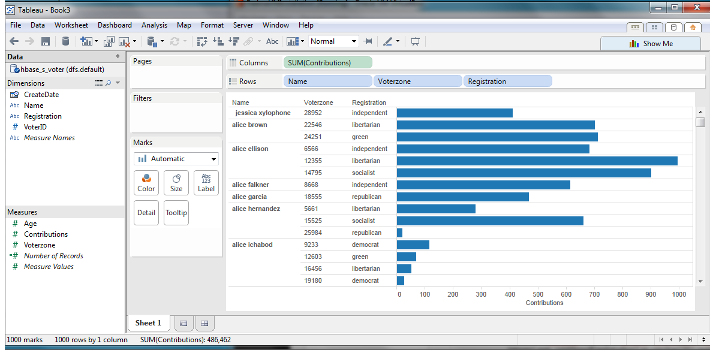 Tableau - Book3
File Data Worksheet Dashboard Analysis Map Format Server Window Help
Abc Normal Show Me
Data
hbase_s_voter (dfs.default)
Dimensions
CreateDate
Abc Name
Abc Registration
# VoterID
Abc Measure Names
Measures
# Age
# Contributions
# Voterzone
# Number of Records
# Measure Values
Pages
Filters
Marks
Automatic
Color Size Abc 123 Label
Detail Tooltip
Columns SUM(Contributions)
Rows Name Voterzone Registration
Name Voterzone Registration
jessica xylophone 28952 independent
alice brown 22546 libertarian
24251 green
alice ellison 6566 independent
12355 libertarian
14795 socialist
alice falkner 8668 independent
alice garcia 18555 republican
alice hernandez 5661 libertarian
15525 socialist
25984 republican
alice ichabod 9233 democrat
12603 green
16456 libertarian
19180 democrat
0 100 200 300 400 500 600 700 800 900 1000
Contributions
Sheet 1
1000 marks 1000 rows by 1 column SUM(Contributions): 486,462